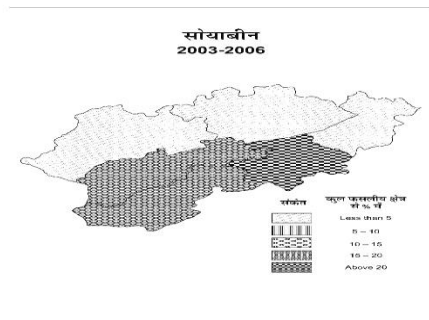 सोयाबीन
2003-2006
संकेत
कुल फसलीय क्षेत्र
से % में
Less than 5
5 – 10
10 – 15
15 – 20
Above 20